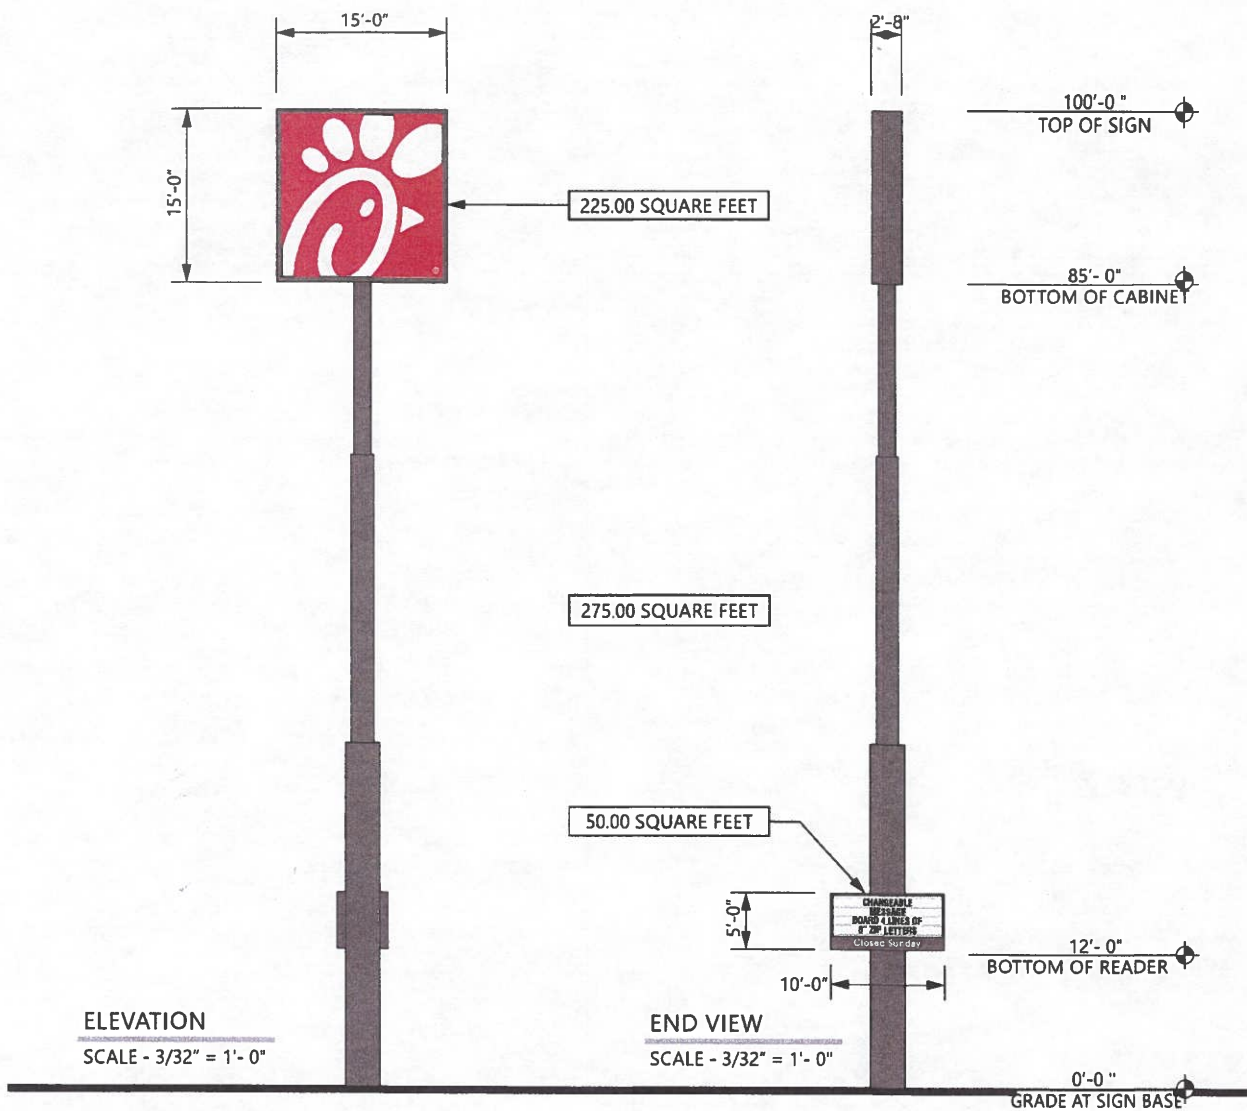 15'-0"
2'-8"
100'-0 "
TOP OF SIGN
15'-0"
225.00 SQUARE FEET
85'- 0"
BOTTOM OF CABINET
275.00 SQUARE FEET
50.00 SQUARE FEET
5'-0"
CHANGEABLE
MESSAGE
BOARD 4 LINES OF
8" ZIP LETTERS
Closed Sunday
12'- 0"
BOTTOM OF READER
10'-0"
ELEVATION
SCALE - 3/32" = 1'- 0"
END VIEW
SCALE - 3/32" = 1'- 0"
0'-0 "
GRADE AT SIGN BASE
®